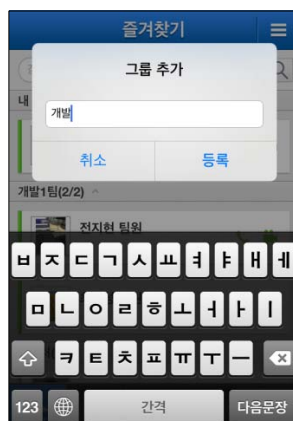 즐겨찾기
그룹 추가
내
개발
취소 등록
개발1팀(2/2)
전지현 팀원
ㅂ ㅈ ㄷ ㄱ ㅅ ㅛ ㅕ ㅑ ㅐ ㅔ
ㅁ ㄴ ㅇ ㄹ ㅎ ㅗ ㅓ ㅏ ㅣ
ㅋ ㅌ ㅊ ㅍ ㅠ ㅜ ㅡ
123 간격 다음문장